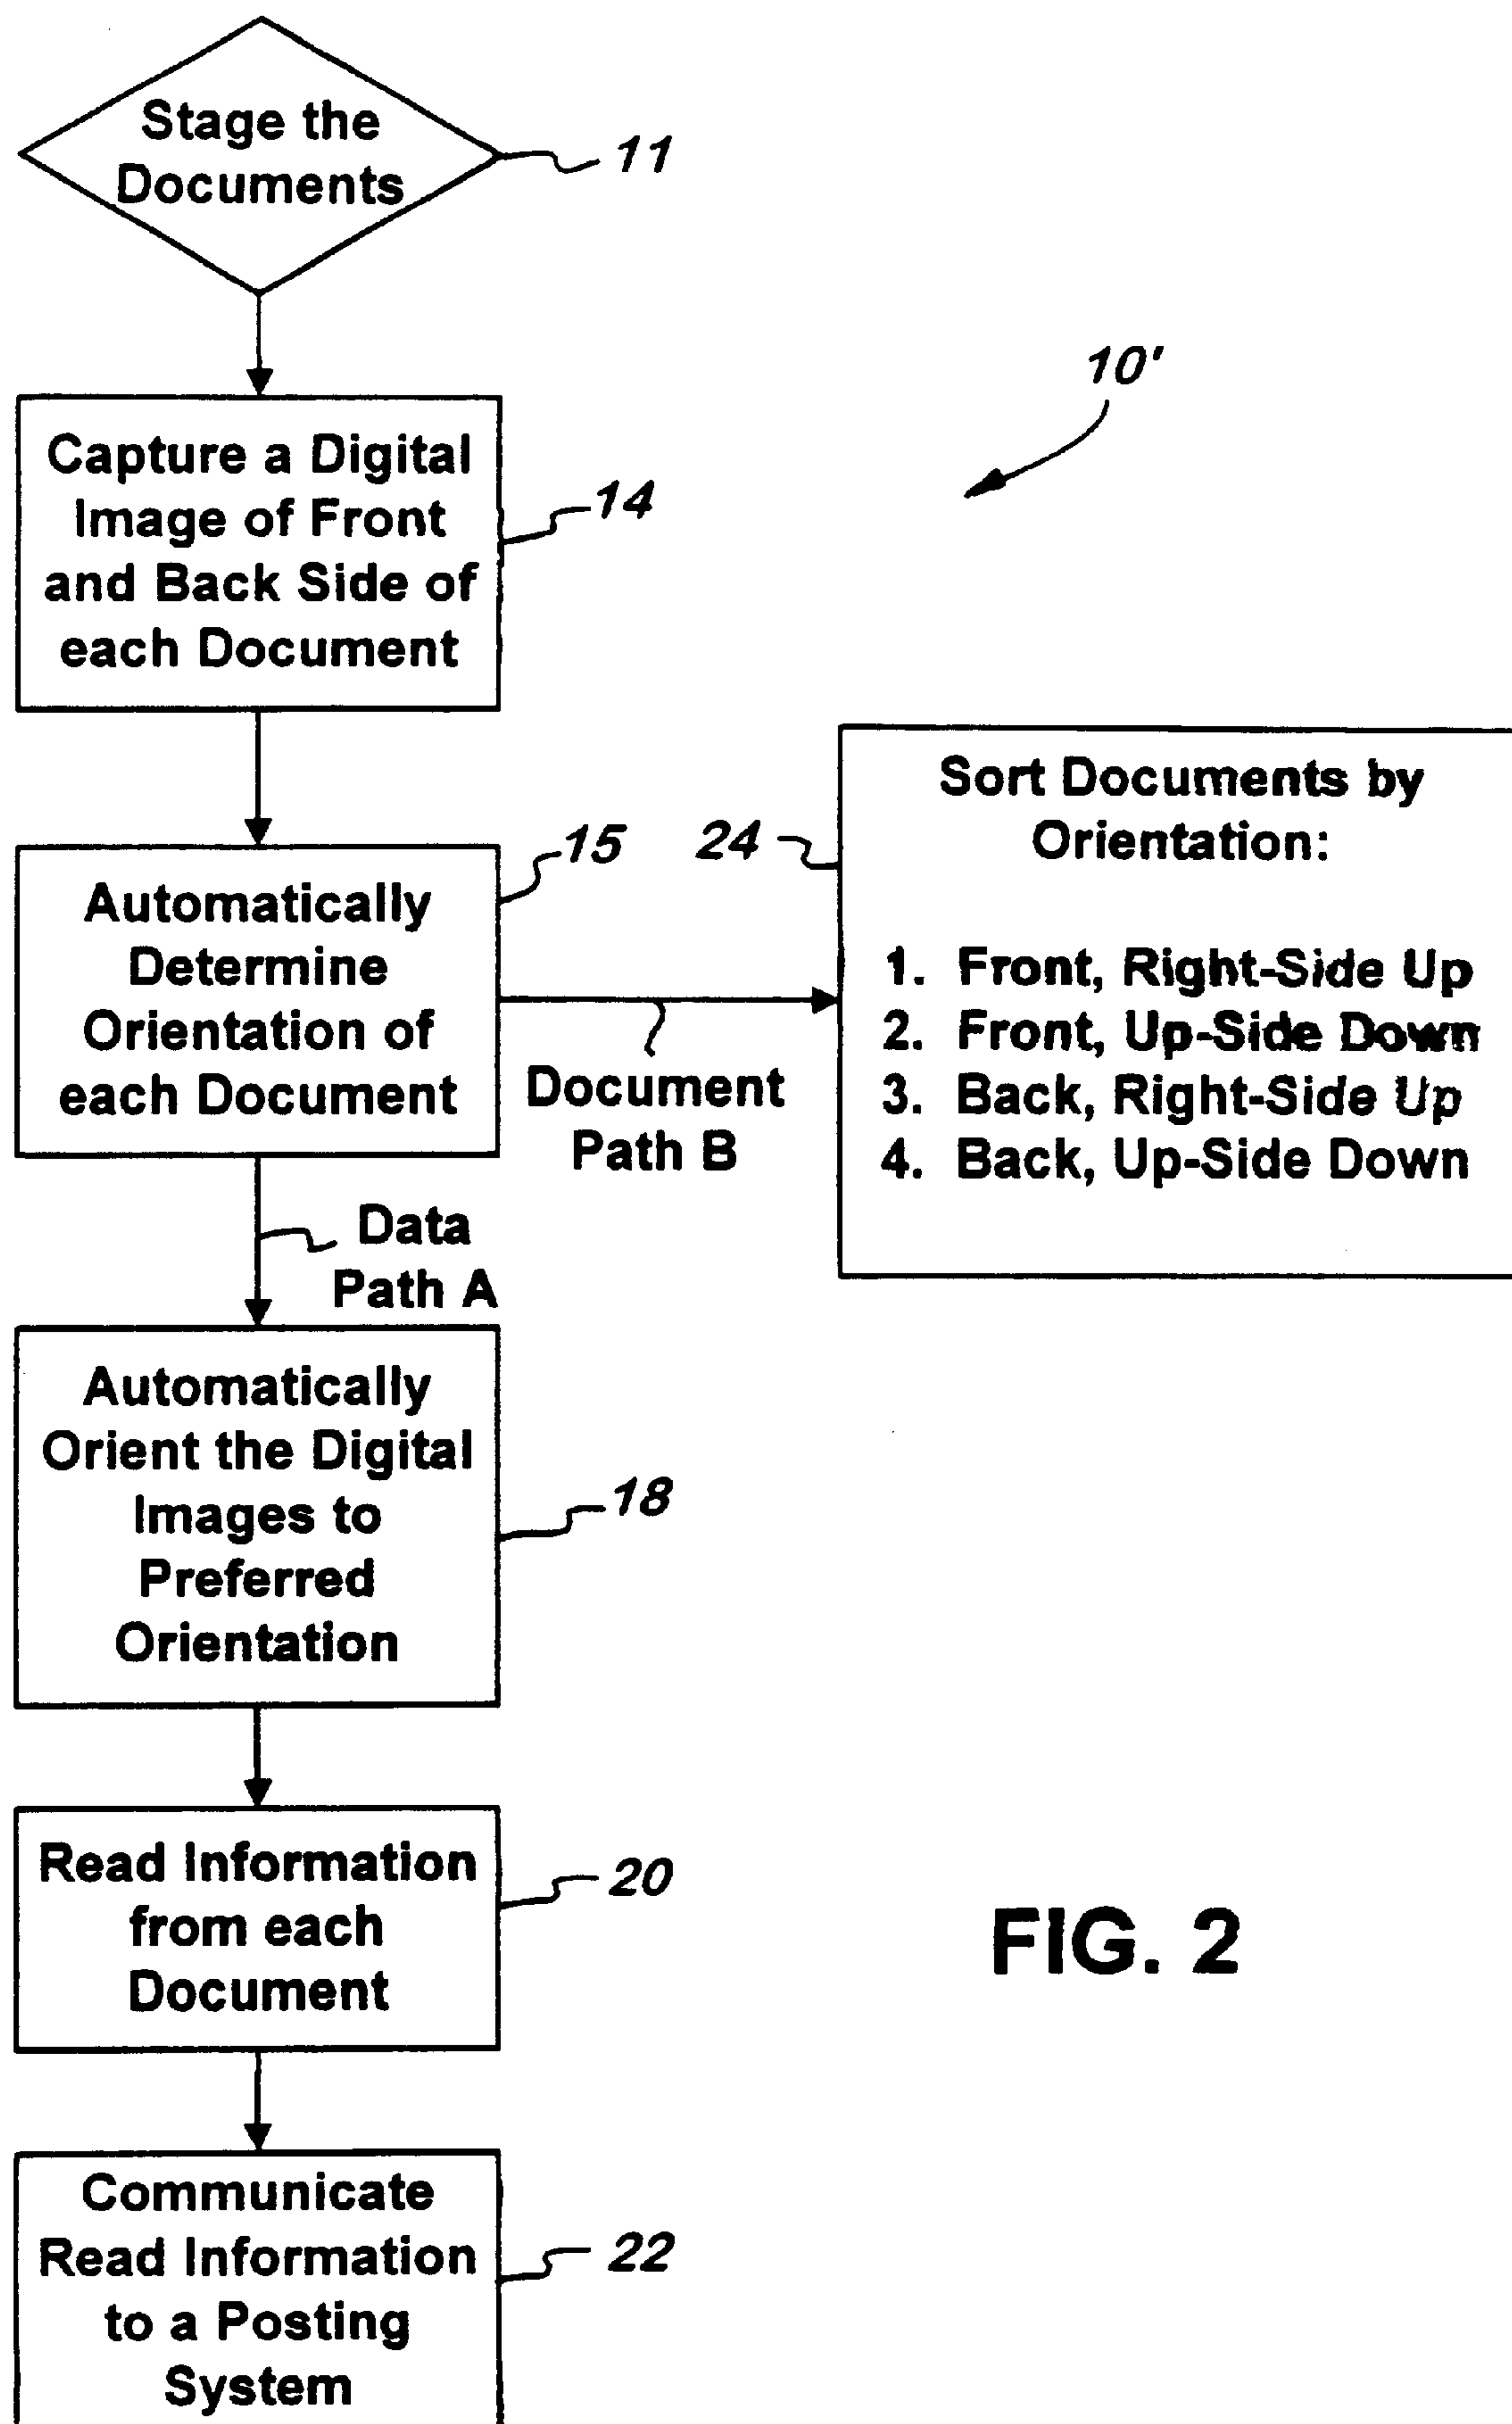 Stage the
Documents
11
10'
Capture a Digital
Image of Front
and Back Side of
each Document
14
Automatically
Determine
Orientation of
each Document
15
24
Sort Documents by
Orientation:
1. Front, Right-Side Up
2. Front, Up-Side Down
3. Back, Right-Side Up
4. Back, Up-Side Down
Document
Path B
Data
Path A
Automatically
Orient the Digital
Images to
Preferred
Orientation
18
Read Information
from each
Document
20
FIG. 2
Communicate
Read Information
to a Posting
System
22